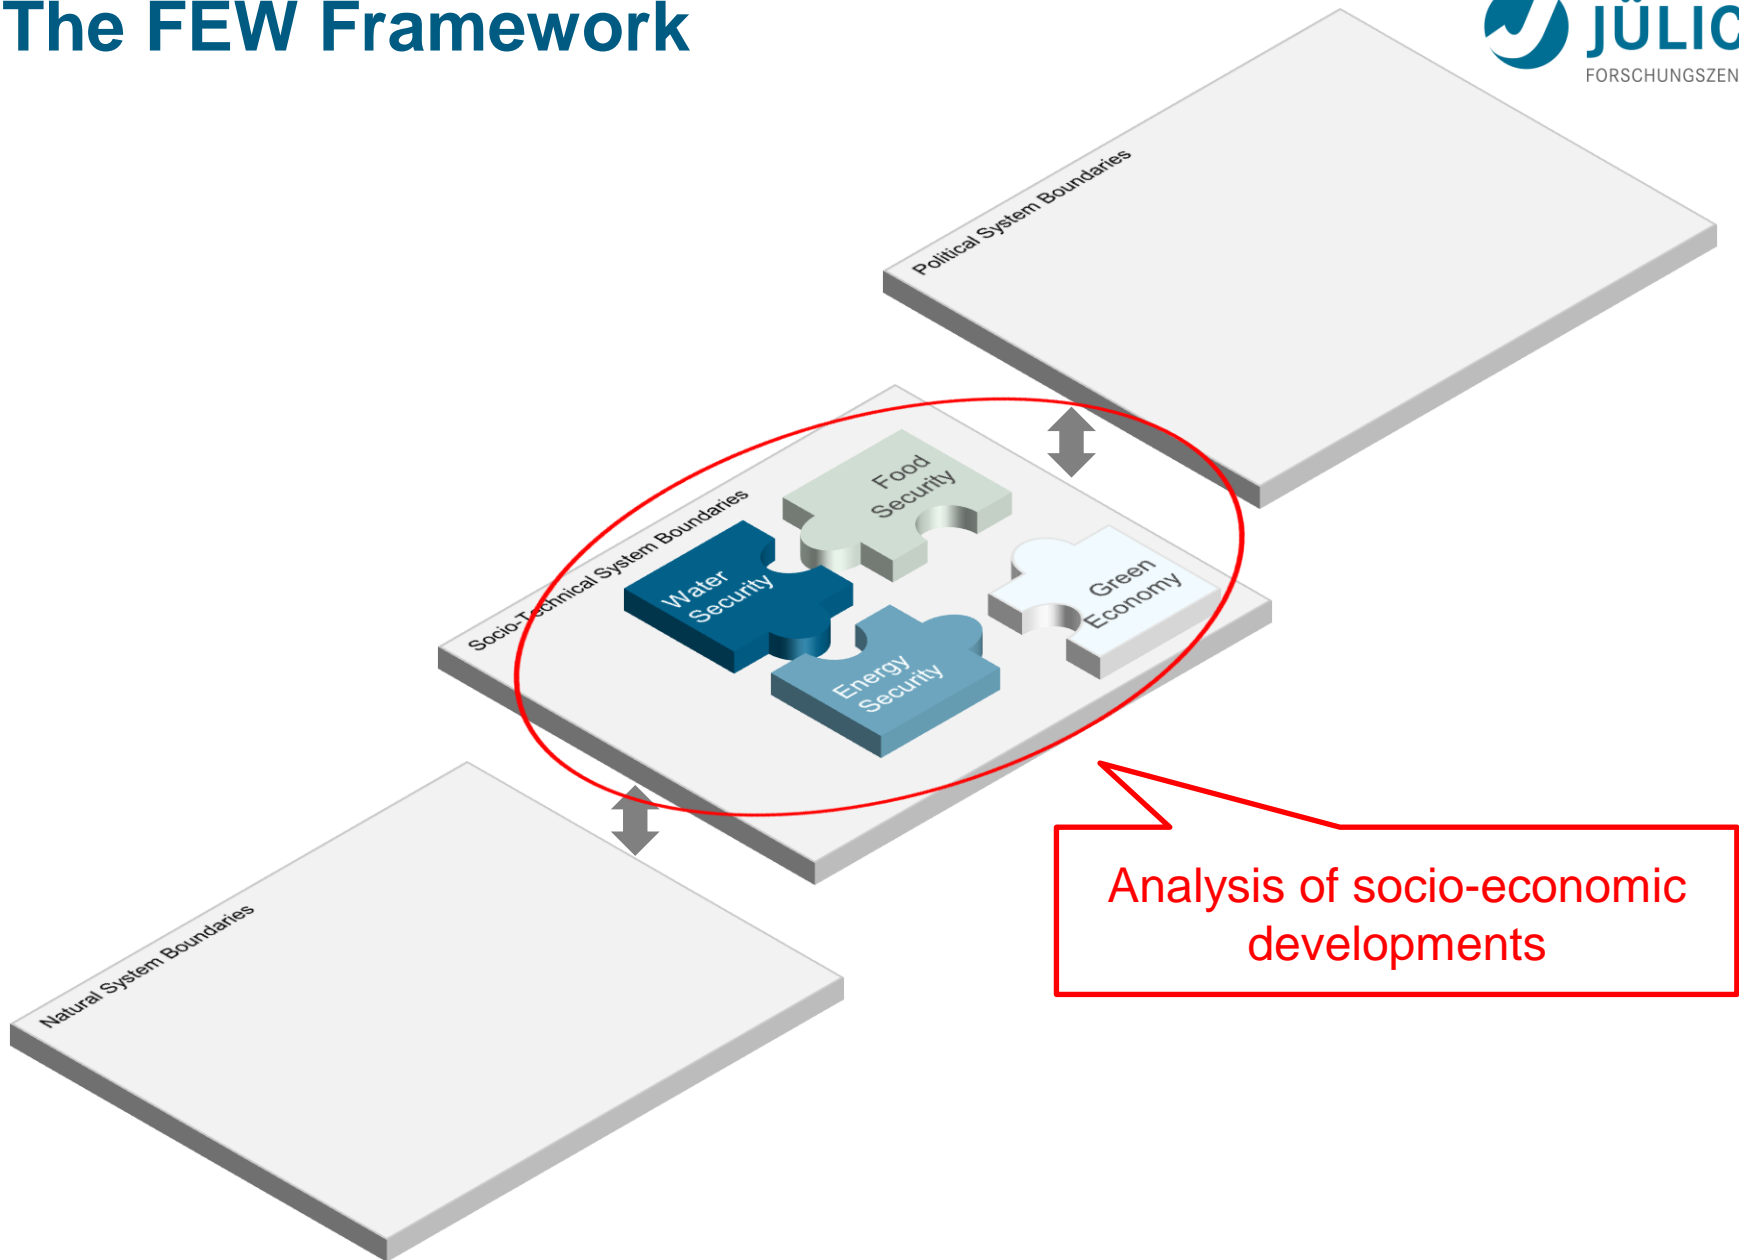 The FEW Framework
JÜLIC
FORSCHUNGSZEN
Political System Boundaries
Food
Security
Socio-Technical System Boundaries
Water
Security
Green
Economy
Energy
Security
Analysis of socio-economic
developments
Natural System Boundaries